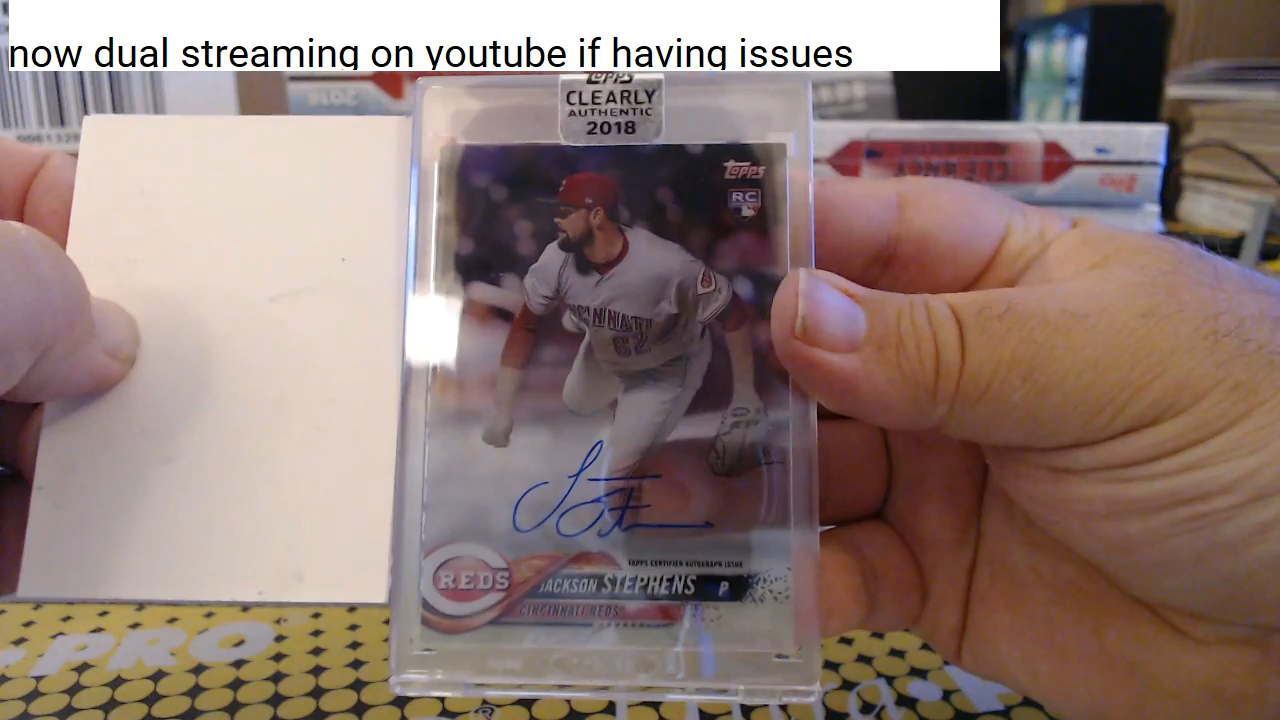 now dual streaming on youtube if having issues
Topps
CLEARLY
AUTHENTIC
2018
Topps
RC
CINCINNATI
62
TOPPS CERTIFIED AUTOGRAPH ISSUE
REDS
JACKSON STEPHENS P
CINCINNATI REDS
PRO